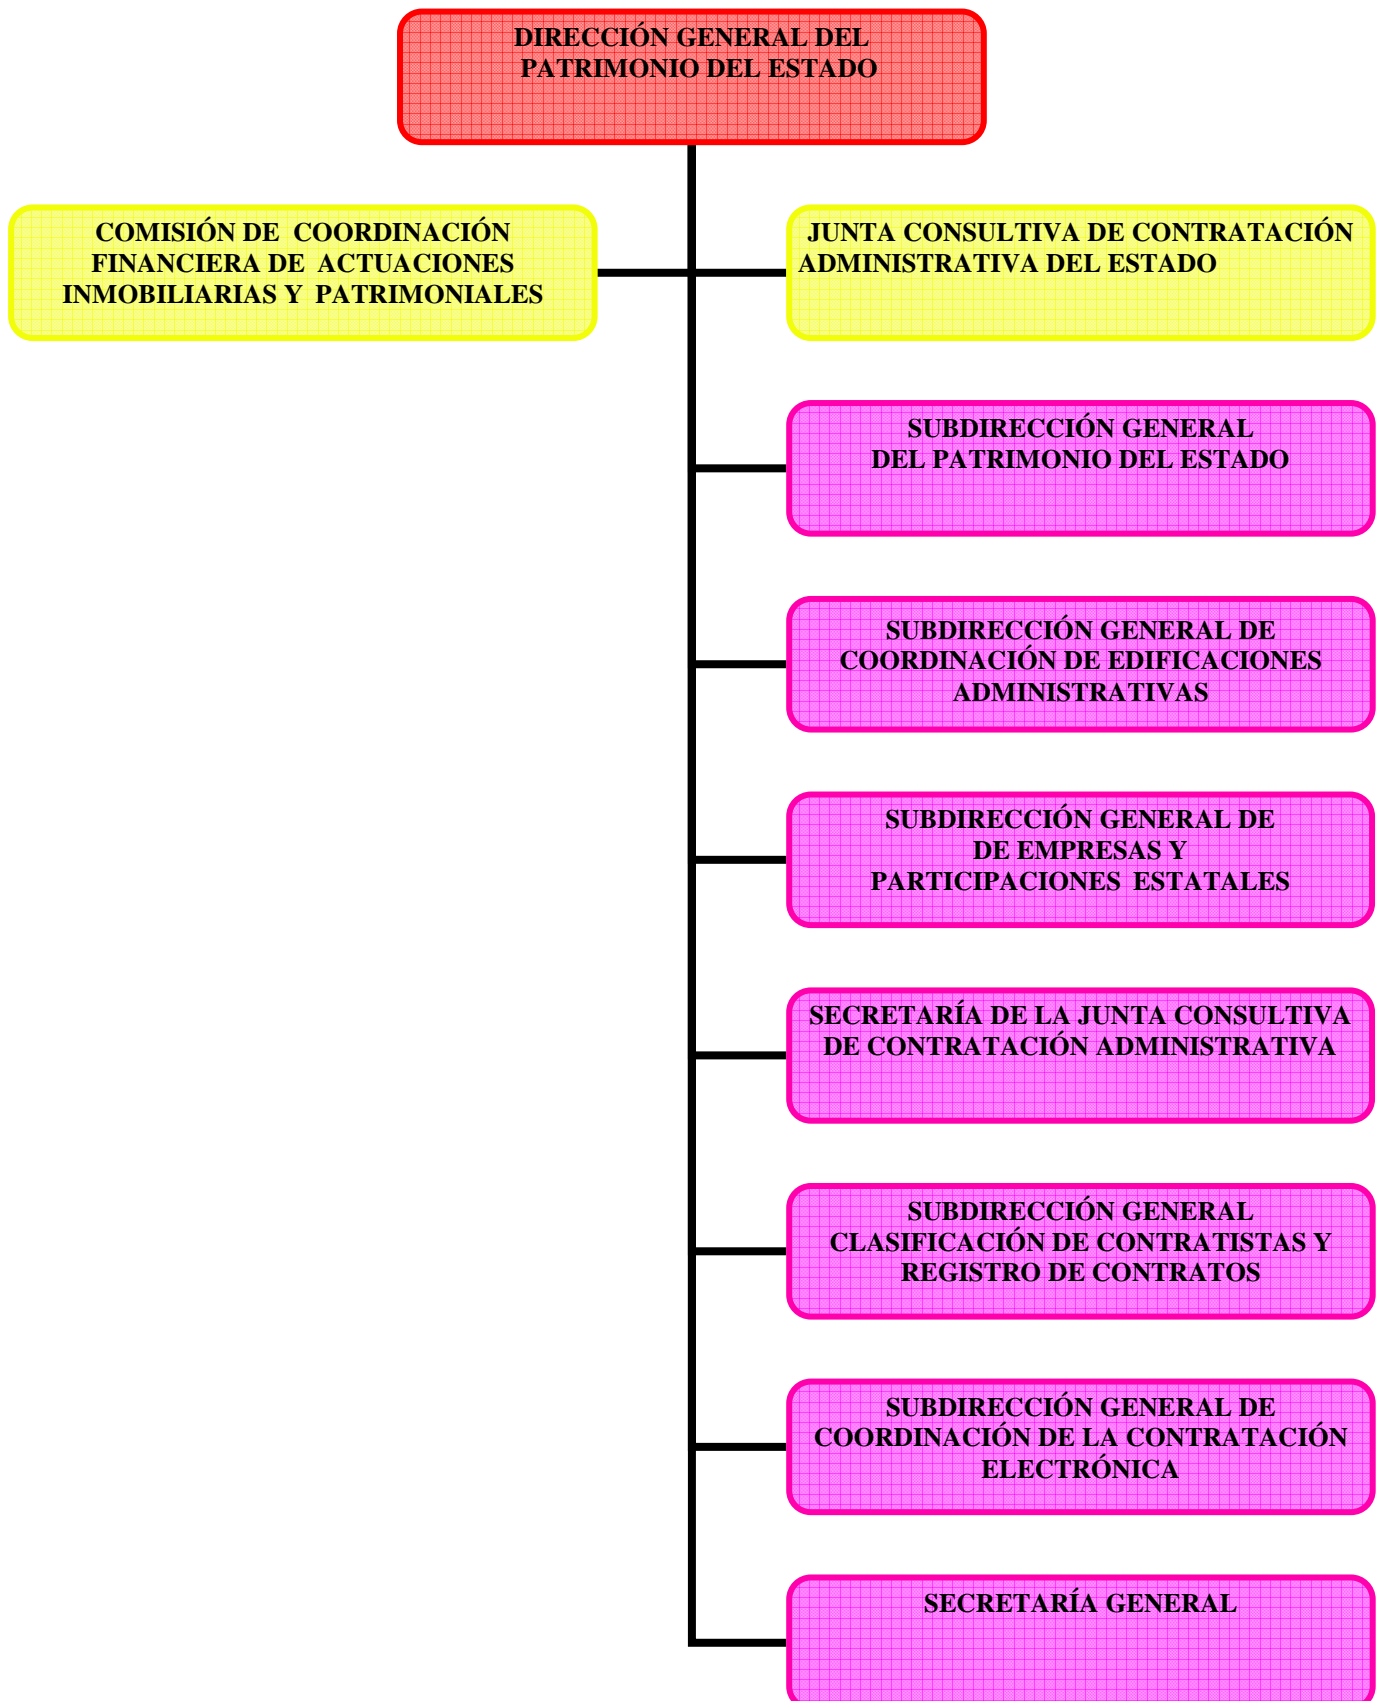 DIRECCIÓN GENERAL DEL
PATRIMONIO DEL ESTADO
COMISIÓN DE COORDINACIÓN
FINANCIERA DE ACTUACIONES
INMOBILIARIAS Y PATRIMONIALES
JUNTA CONSULTIVA DE CONTRATACIÓN
ADMINISTRATIVA DEL ESTADO
SUBDIRECCIÓN GENERAL
DEL PATRIMONIO DEL ESTADO
SUBDIRECCIÓN GENERAL DE
COORDINACIÓN DE EDIFICACIONES
ADMINISTRATIVAS
SUBDIRECCIÓN GENERAL DE
DE EMPRESAS Y
PARTICIPACIONES ESTATALES
SECRETARÍA DE LA JUNTA CONSULTIVA
DE CONTRATACIÓN ADMINISTRATIVA
SUBDIRECCIÓN GENERAL
CLASIFICACIÓN DE CONTRATISTAS Y
REGISTRO DE CONTRATOS
SUBDIRECCIÓN GENERAL DE
COORDINACIÓN DE LA CONTRATACIÓN
ELECTRÓNICA
SECRETARÍA GENERAL